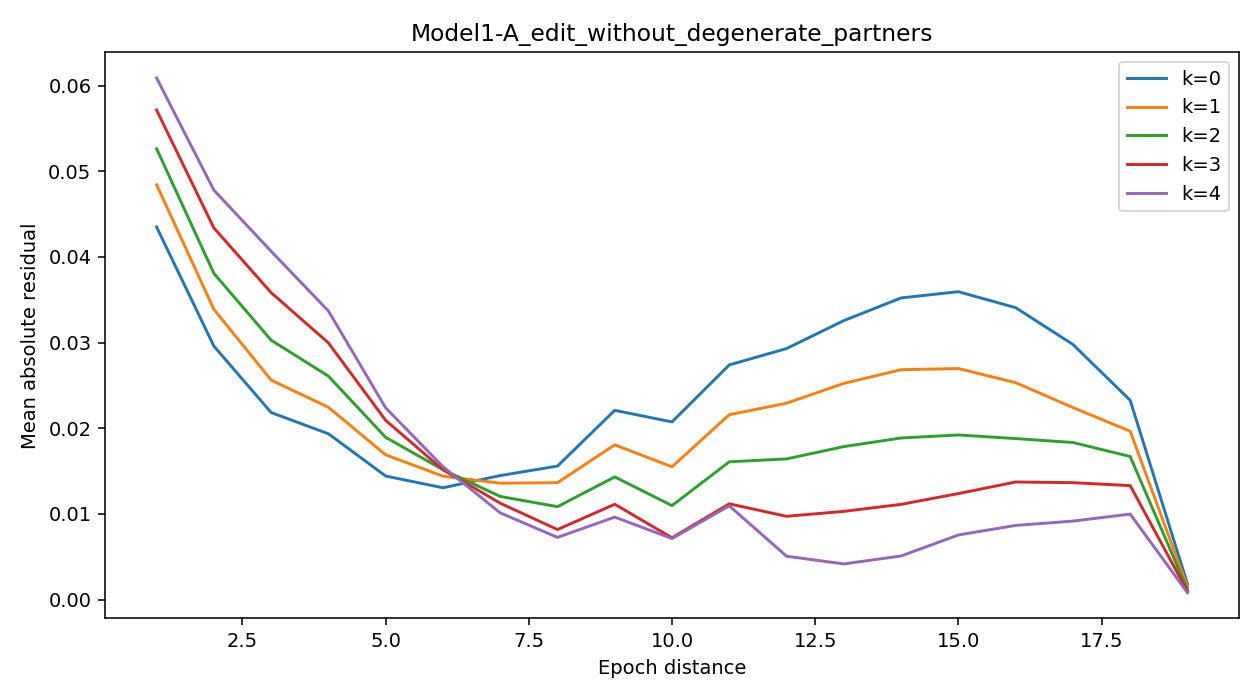 Model1-A_edit_without_degenerate_partners
k=0
k=1
k=2
k=3
k=4
Mean absolute residual
0.06
0.05
0.04
0.03
0.02
0.01
0.00
2.5 5.0 7.5 10.0 12.5 15.0 17.5
Epoch distance